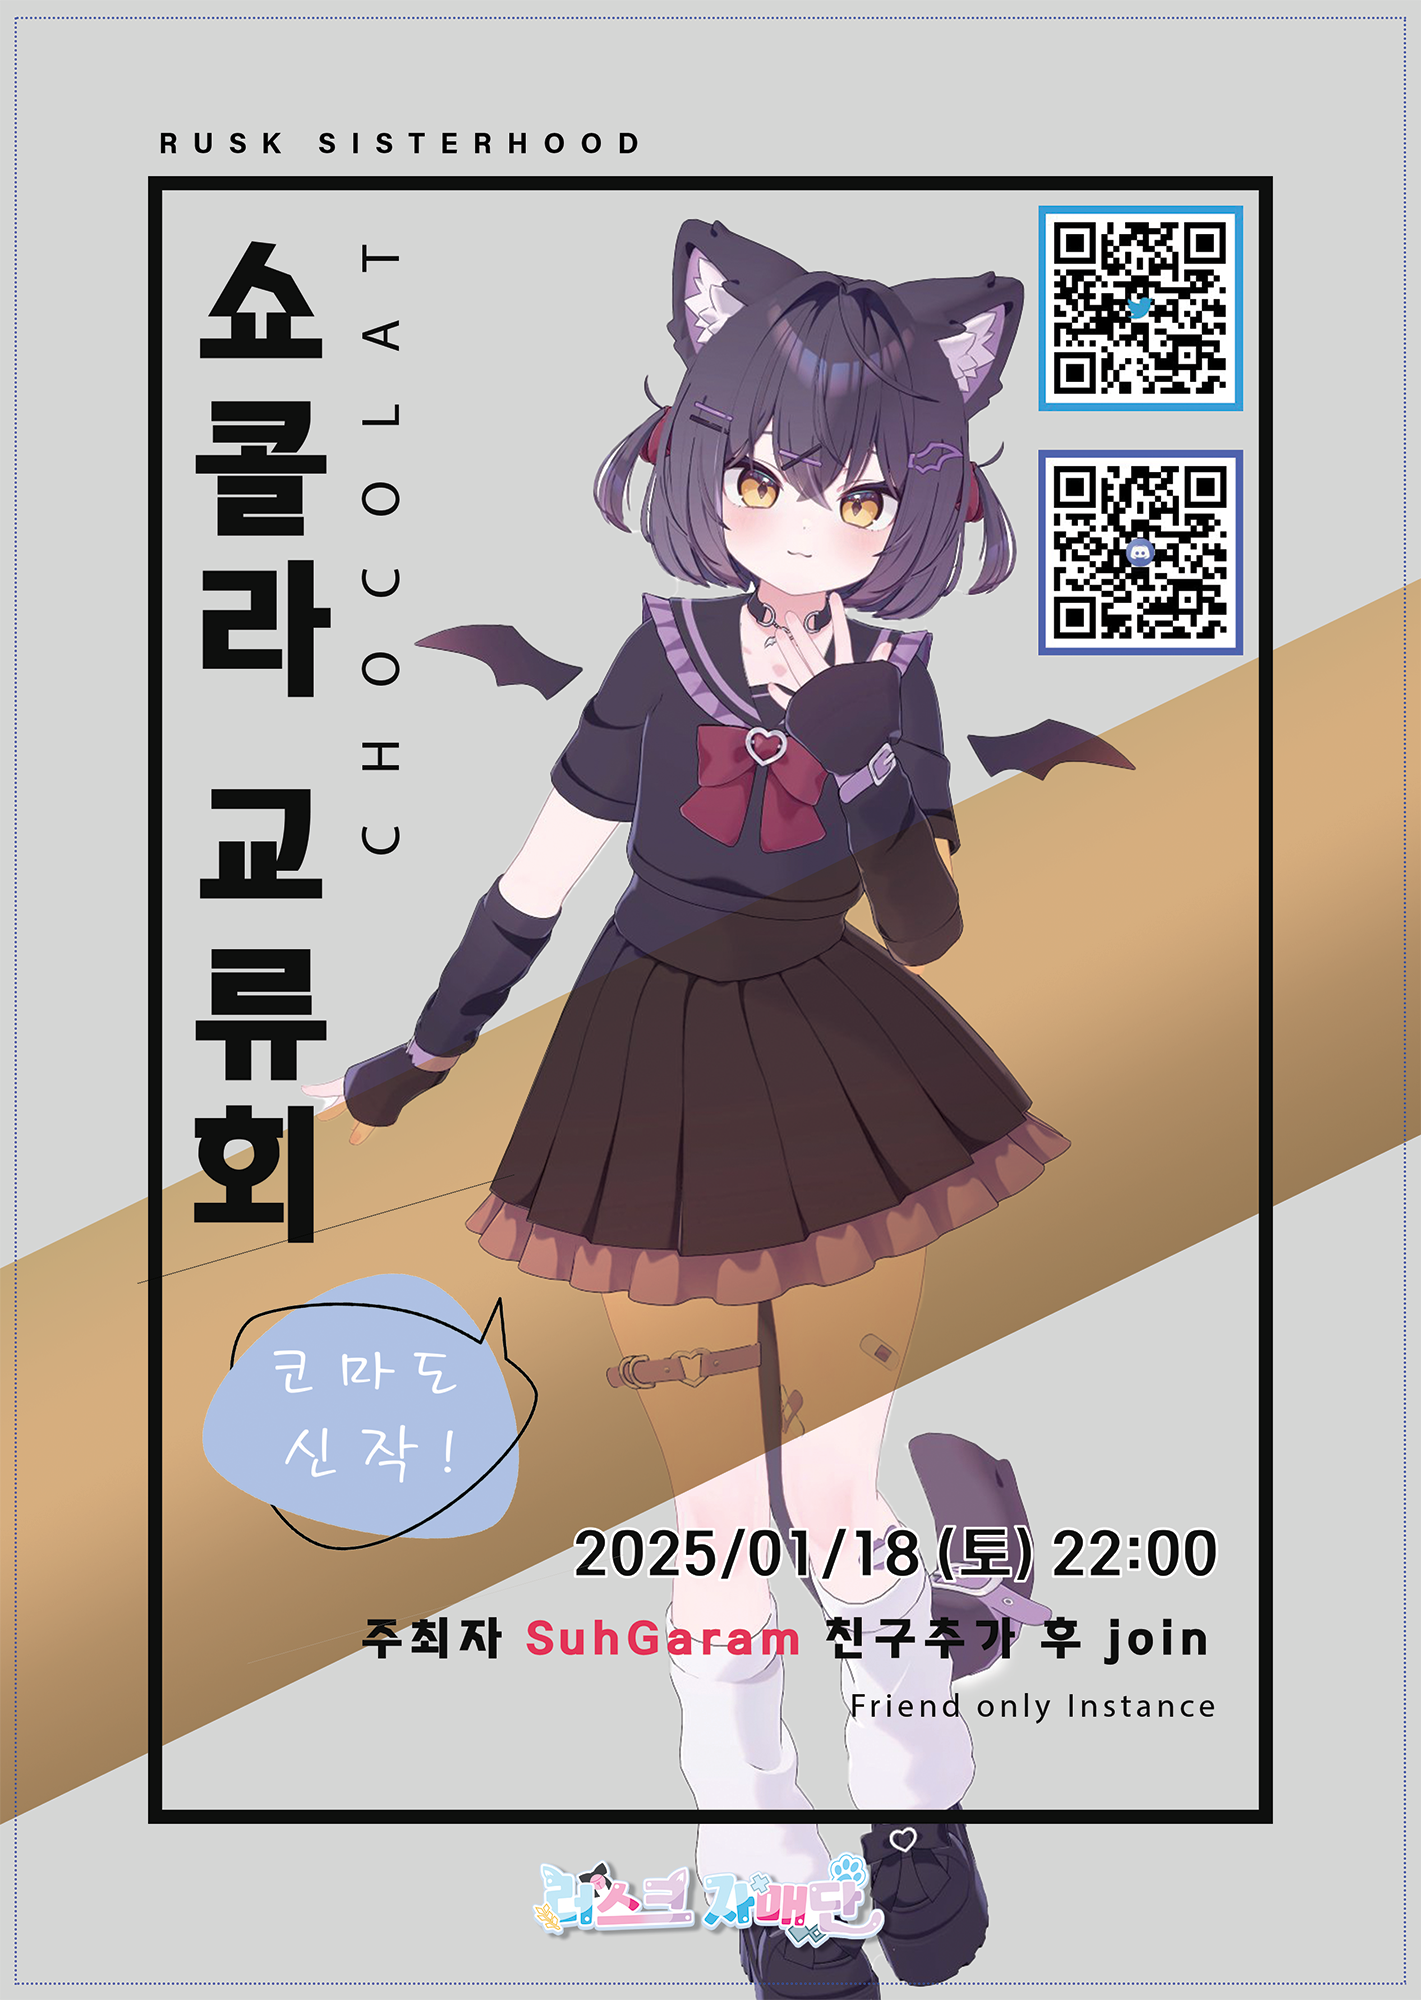 RUSK SISTERHOOD
쇼콜라 교류회
CHOCOLAT
코마도
신작!
2025/01/18 (토) 22:00
주최자 SuhGaram 친구추가 후 join
Friend only Instance
러스크 자매단